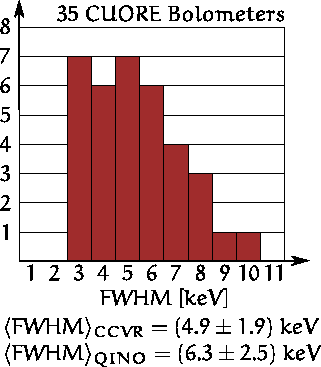 35 CUORE Bolometers
8
7
6
5
4
3
2
1
1 2 3 4 5 6 7 8 9 10 11
FWHM [keV]
⟨FWHM⟩CCVR = (4.9 ± 1.9) keV
⟨FWHM⟩QINO = (6.3 ± 2.5) keV